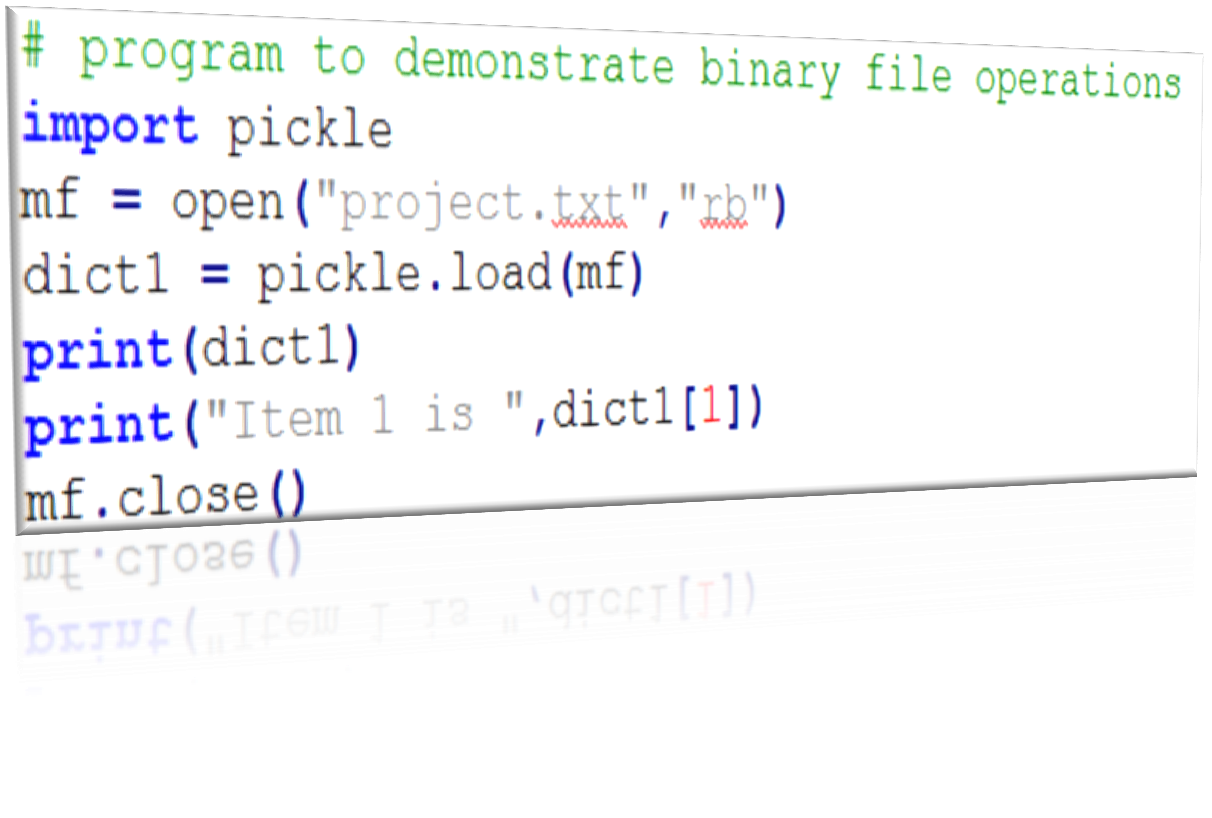 # program to demonstrate binary file operations
import pickle
mf = open("project.txt","rb")
dict1 = pickle.load(mf)
print(dict1)
print("Item 1 is ",dict1[1])
mf.close()